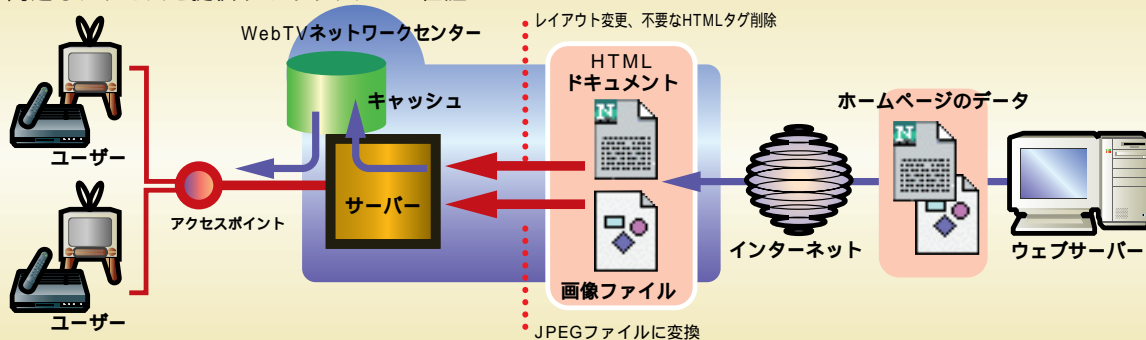 WebTVネットワークセンター
レイアウト変更、不要なHTMLタグ削除
HTML
ドキュメント
キャッシュ
ホームページのデータ
N
N
ユーザー
サーバー
アクセスポイント
インターネット
ウェブサーバー
画像ファイル
ユーザー
JPEGファイルに変換